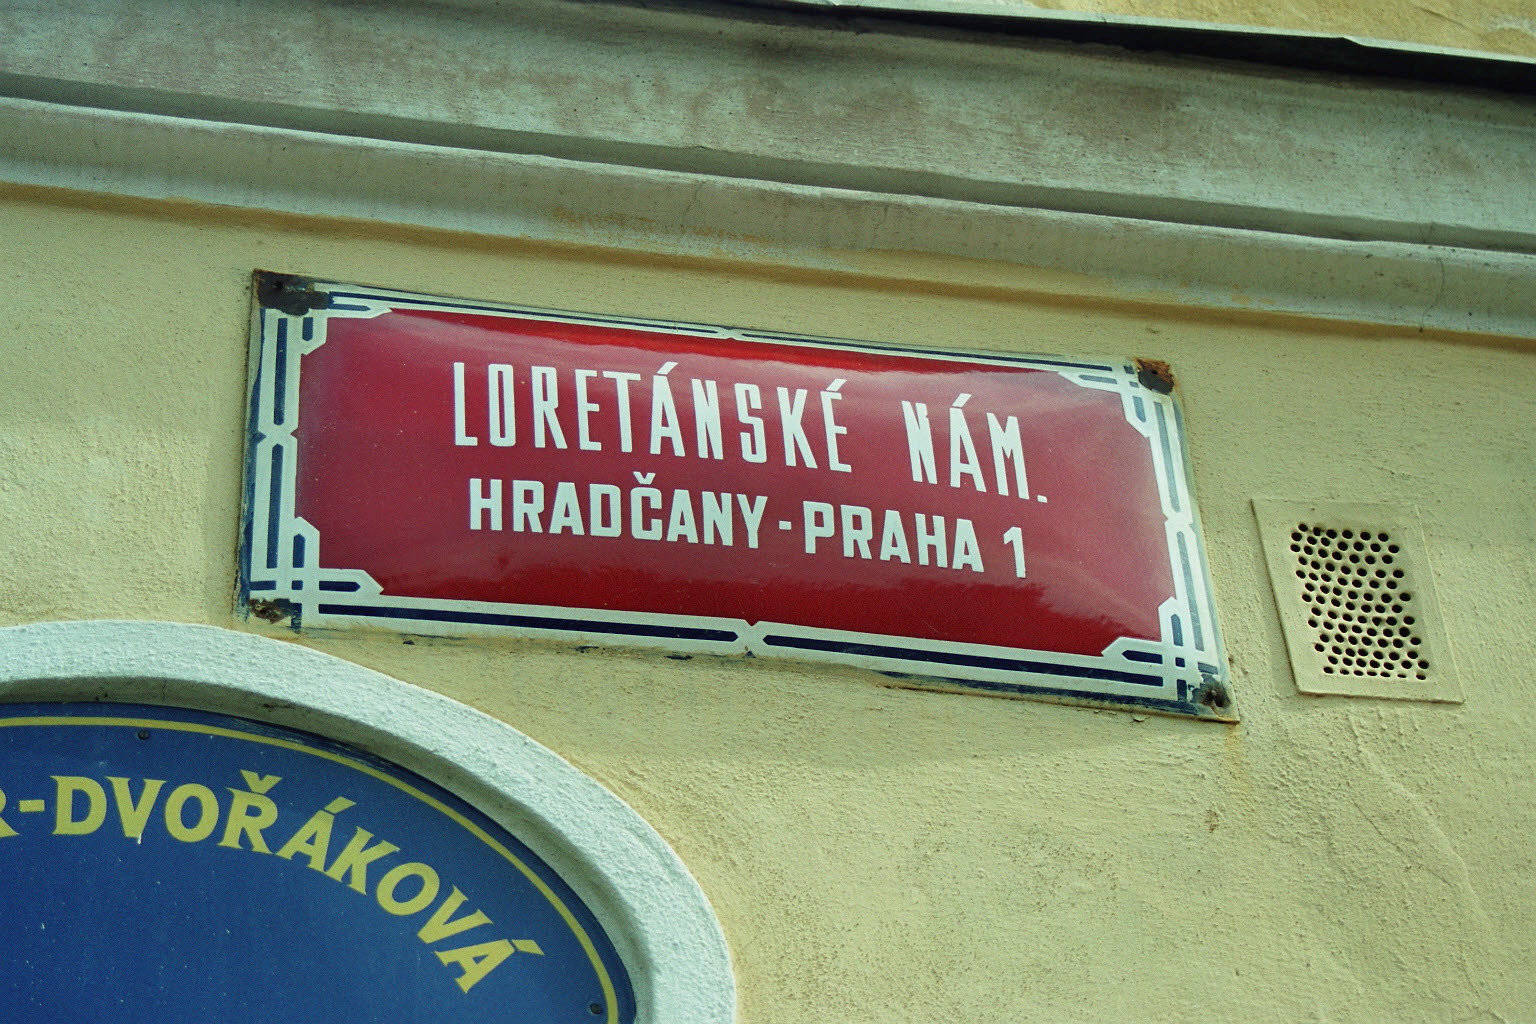 LORETÁNSKÉ NÁM.
HRADČANY-PRAHA 1
R-DVOŘÁKOVÁ